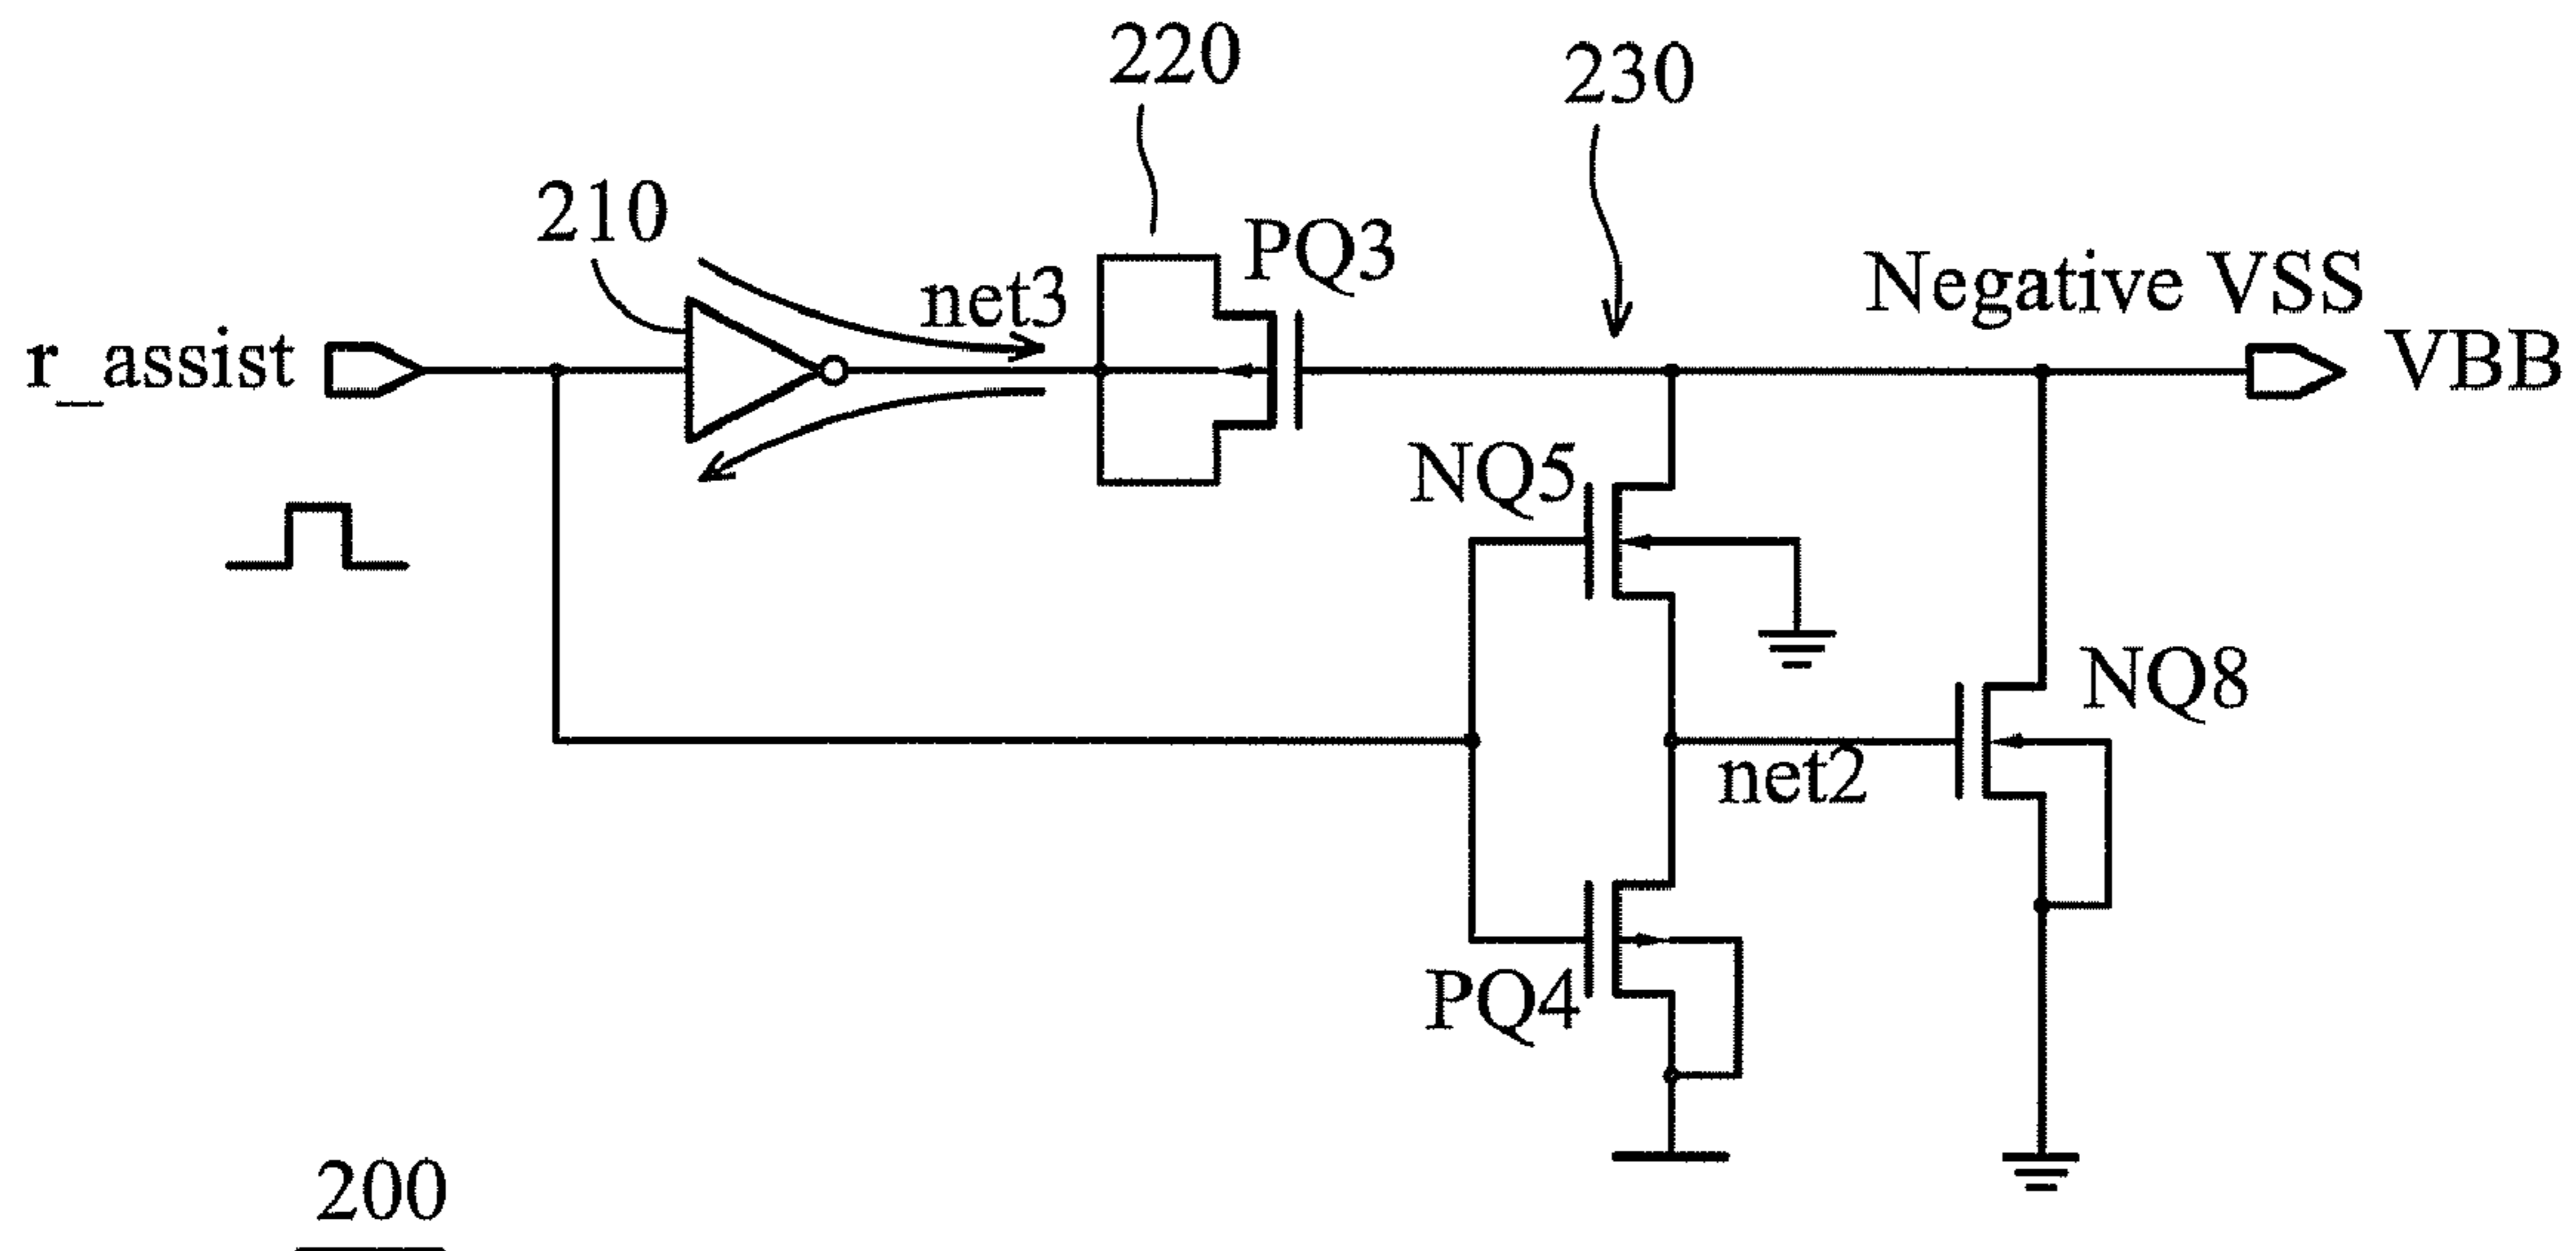 220
230
210
PQ3
net3
Negative VSS
r_assist
VBB
NQ5
NQ8
net2
PQ4
200